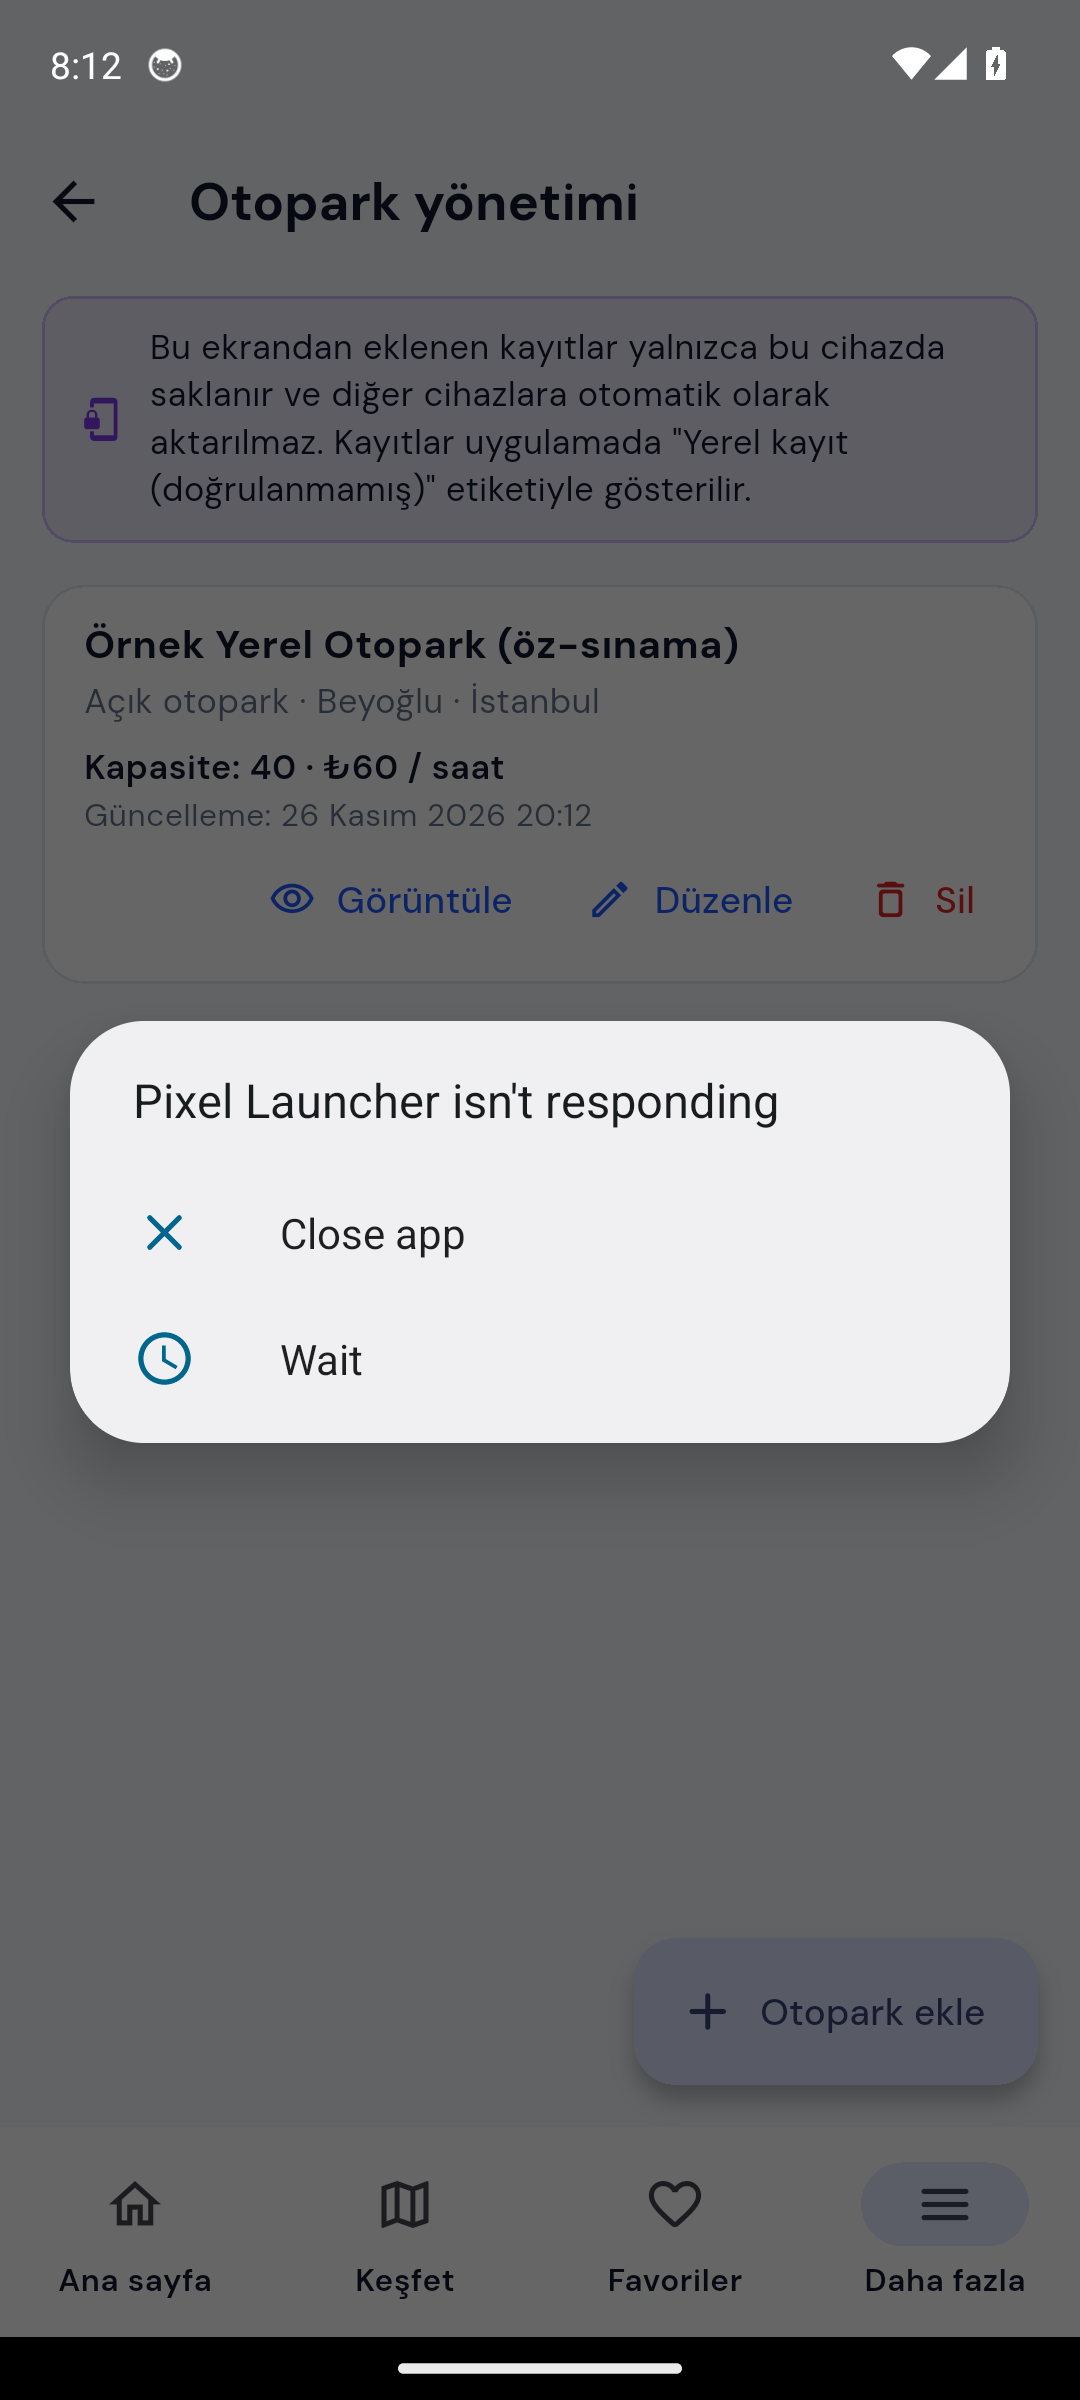 8:12
Otopark yönetimi
Bu ekrandan eklenen kayıtlar yalnızca bu cihazda
saklanır ve diğer cihazlara otomatik olarak
aktarılmaz. Kayıtlar uygulamada "Yerel kayıt
(doğrulanmamış)" etiketiyle gösterilir.
Örnek Yerel Otopark (öz-sınama)
Açık otopark · Beyoğlu · İstanbul
Kapasite: 40 · ₺60 / saat
Güncelleme: 26 Kasım 2026 20:12
Görüntüle Düzenle Sil
Pixel Launcher isn't responding
Close app
Wait
Otopark ekle
Ana sayfa Keşfet Favoriler Daha fazla